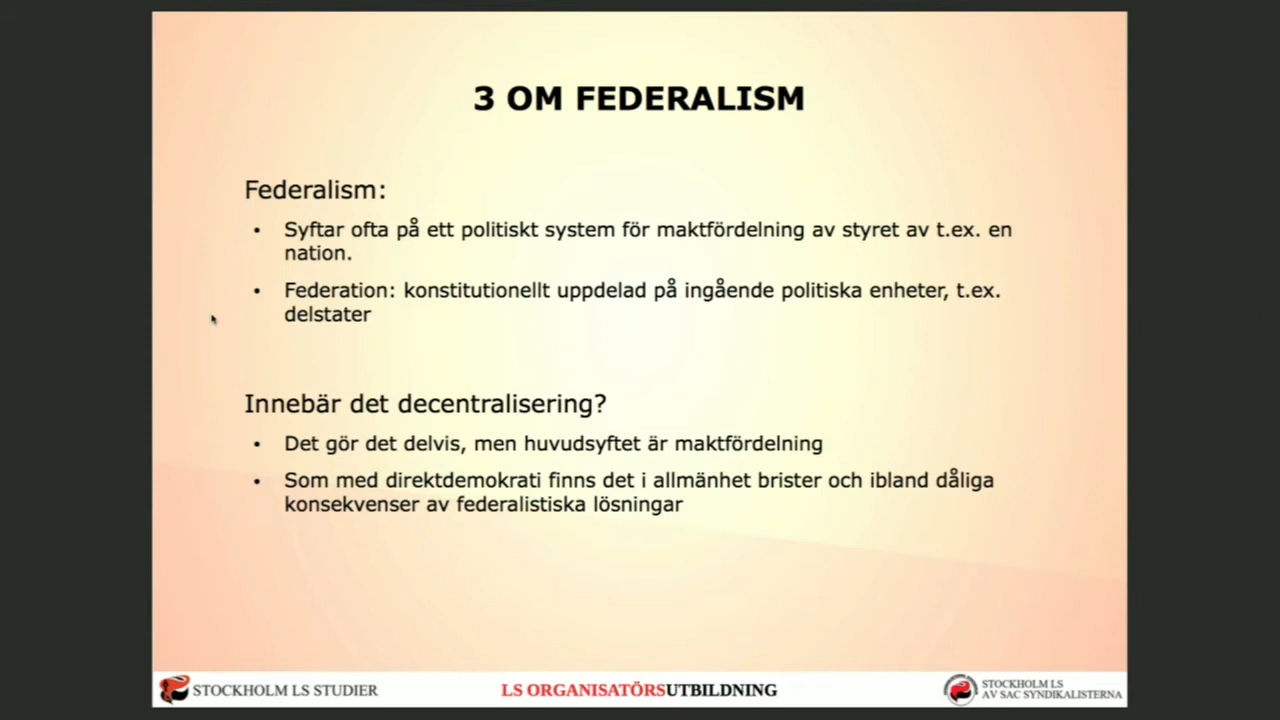 3 OM FEDERALISM
Federalism:
• Syftar ofta på ett politiskt system för maktfördelning av styret av t.ex. en
nation.
• Federation: konstitutionellt uppdelad på ingående politiska enheter, t.ex.
delstater
Innebär det decentralisering?
• Det gör det delvis, men huvudsyftet är maktfördelning
• Som med direktdemokrati finns det i allmänhet brister och ibland dåliga
konsekvenser av federalistiska lösningar
STOCKHOLM LS STUDIER
LS ORGANISATÖRSUTBILDNING
STOCKHOLM LS
AV SAC SYNDIKALISTERNA